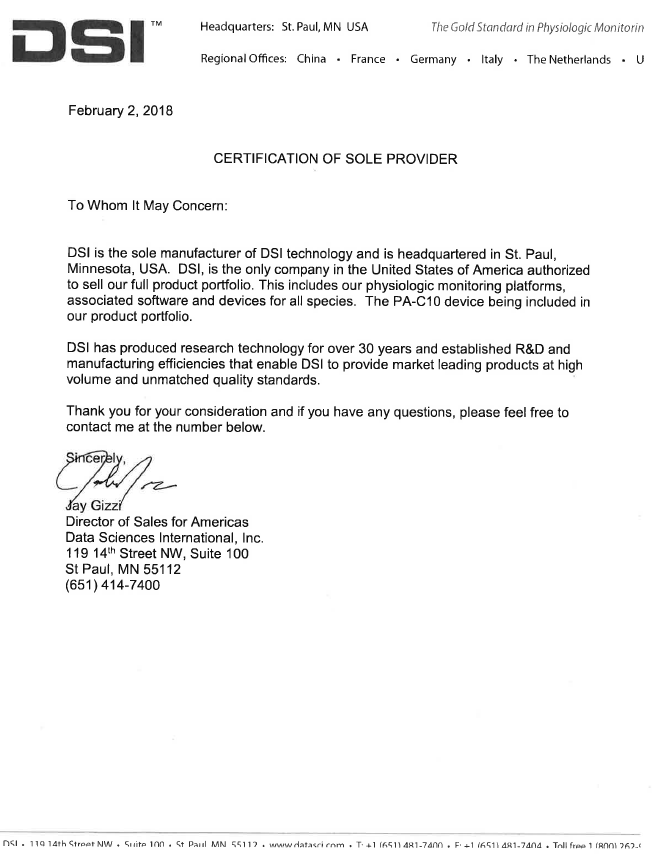 DSI™
Headquarters: St. Paul, MN USA
The Gold Standard in Physiologic Monitorin
Regional Offices: China • France • Germany • Italy • The Netherlands • U
February 2, 2018
CERTIFICATION OF SOLE PROVIDER
To Whom It May Concern:
DSI is the sole manufacturer of DSI technology and is headquartered in St. Paul,
Minnesota, USA. DSI, is the only company in the United States of America authorized
to sell our full product portfolio. This includes our physiologic monitoring platforms,
associated software and devices for all species. The PA-C10 device being included in
our product portfolio.
DSI has produced research technology for over 30 years and established R&D and
manufacturing efficiencies that enable DSI to provide market leading products at high
volume and unmatched quality standards.
Thank you for your consideration and if you have any questions, please feel free to
contact me at the number below.
Sincerely,
Jay Gizzi
Director of Sales for Americas
Data Sciences International, Inc.
119 14th Street NW, Suite 100
St Paul, MN 55112
(651) 414-7400
DSI • 119 14th Street NW • Suite 100 • St. Paul, MN 55112 • www.datasci.com • T: +1 (651) 481-7400 • F: +1 (651) 481-7404 • Toll free 1 (800) 262-